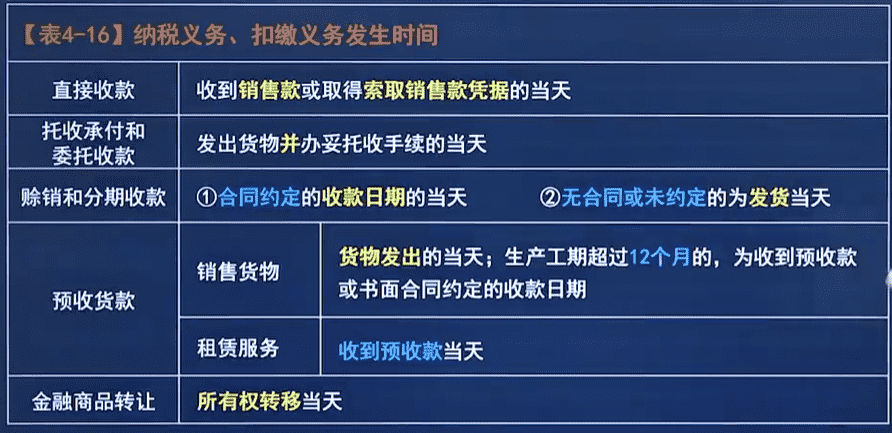 【表4-16】纳税义务、扣缴义务发生时间
直接收款
收到销售款或取得索取销售款凭据的当天
托收承付和
委托收款
发出货物并办妥托收手续的当天
赊销和分期收款
①合同约定的收款日期的当天 ②无合同或未约定的为发货当天
预收货款
销售货物
货物发出的当天；生产工期超过12个月的，为收到预收款
或书面合同约定的收款日期
租赁服务
收到预收款当天
金融商品转让
所有权转移当天